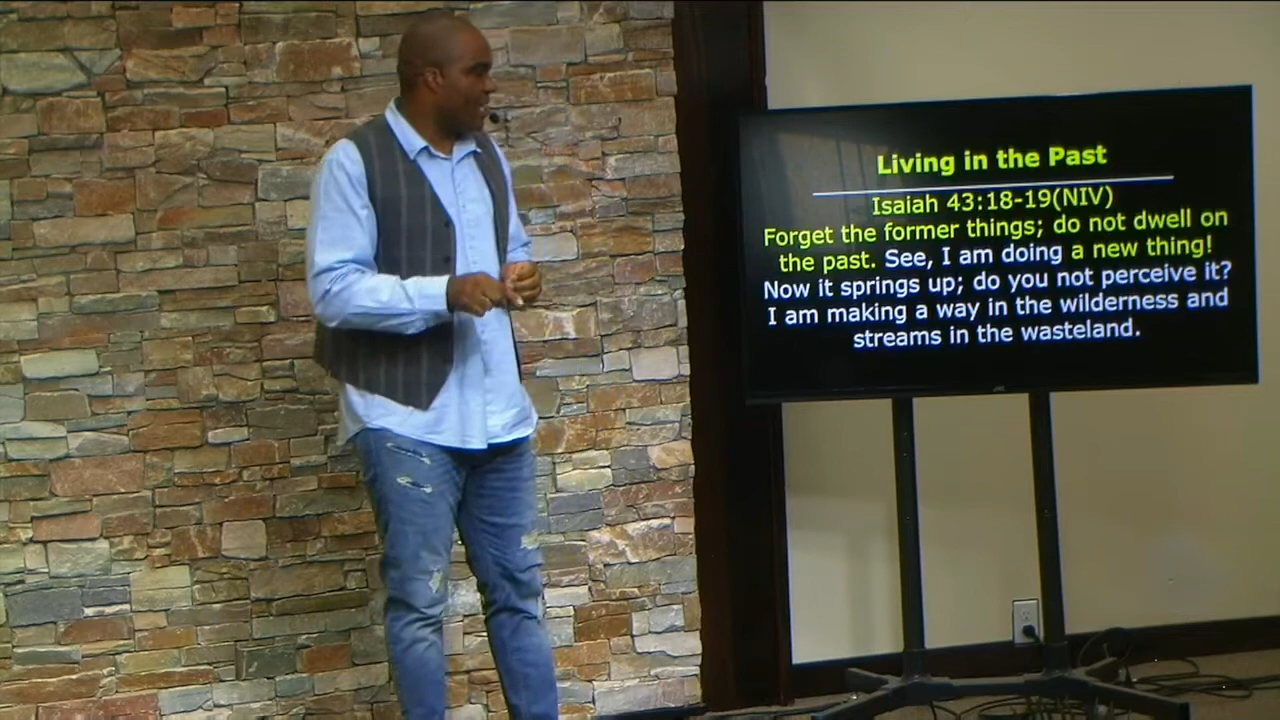 Living in the Past
Isaiah 43:18-19(NIV)
Forget the former things; do not dwell on
the past. See, I am doing a new thing!
Now it springs up; do you not perceive it?
I am making a way in the wilderness and
streams in the wasteland.